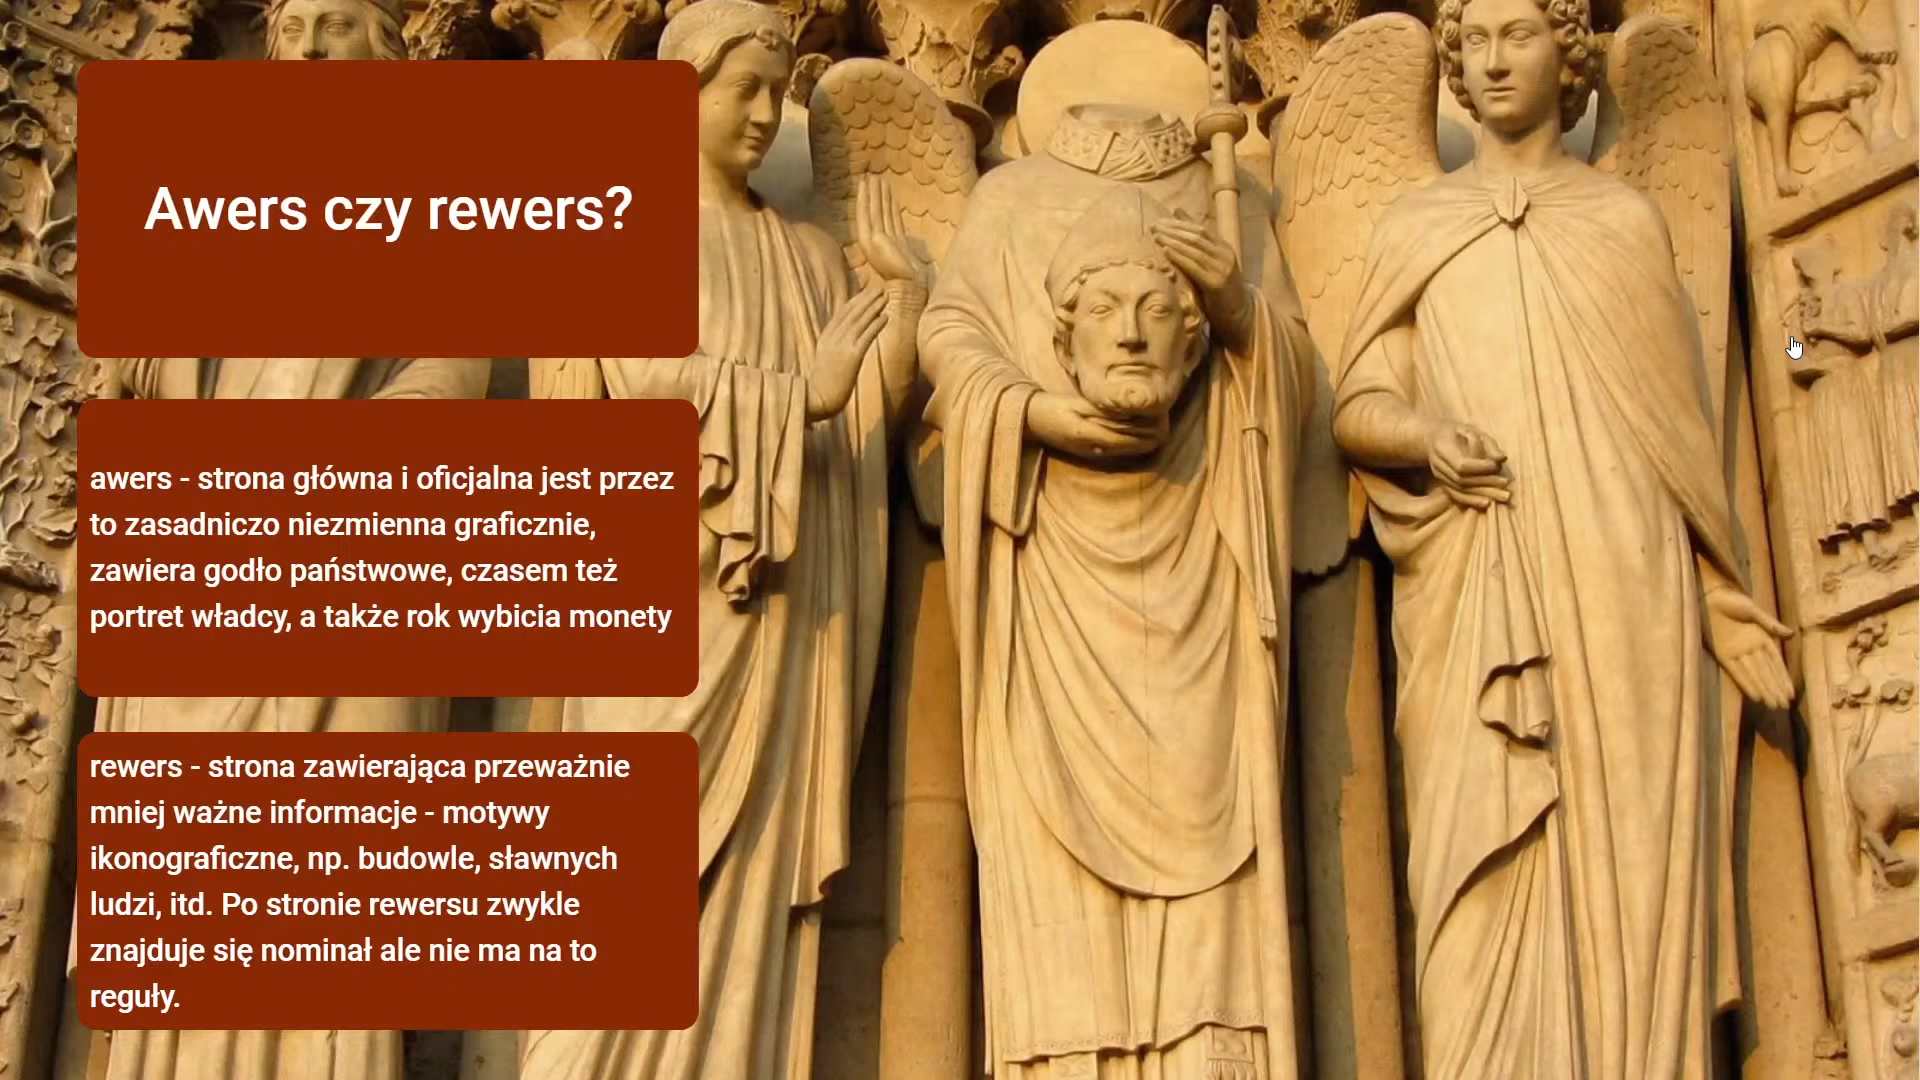 Awers czy rewers?
awers - strona główna i oficjalna jest przez
to zasadniczo niezmienna graficznie,
zawiera godło państwowe, czasem też
portret władcy, a także rok wybicia monety
rewers - strona zawierająca przeważnie
mniej ważne informacje - motywy
ikonograficzne, np. budowle, sławnych
ludzi, itd. Po stronie rewersu zwykle
znajduje się nominał ale nie ma na to
reguły.